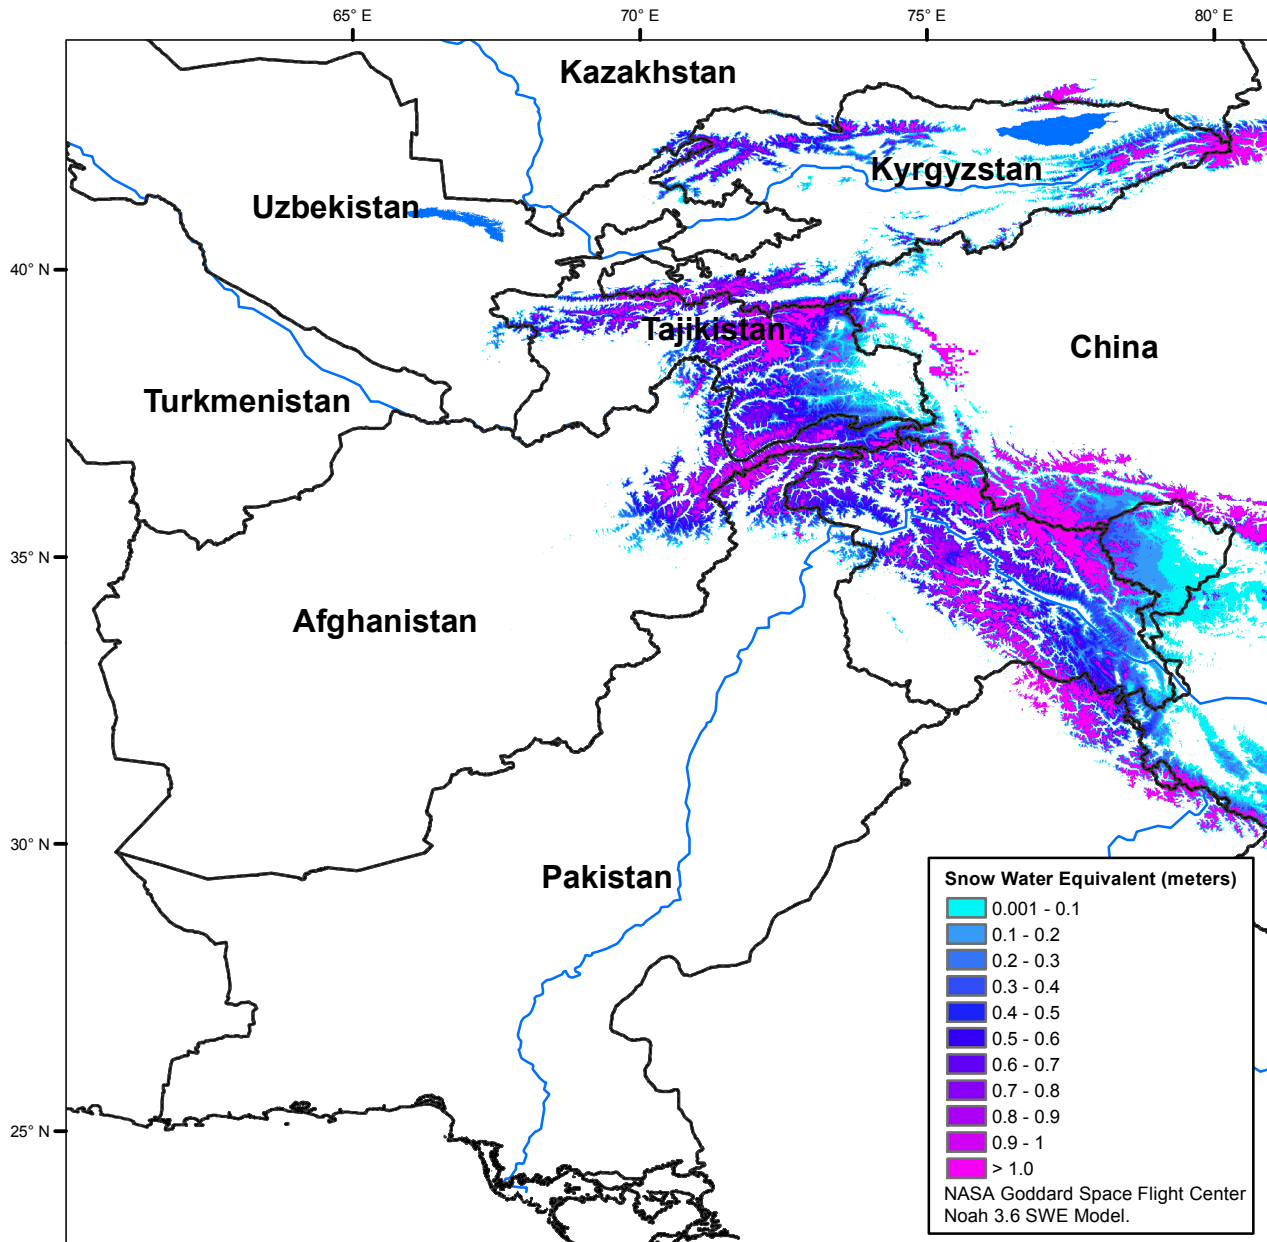 65° E
70° E
75° E
80° E
Kazakhstan
Kyrgyzstan
Uzbekistan
40° N
Tajikistan
China
Turkmenistan
35° N
Afghanistan
30° N
Pakistan
25° N
Snow Water Equivalent (meters)
0.001 - 0.1
0.1 - 0.2
0.2 - 0.3
0.3 - 0.4
0.4 - 0.5
0.5 - 0.6
0.6 - 0.7
0.7 - 0.8
0.8 - 0.9
0.9 - 1
> 1.0
NASA Goddard Space Flight Center
Noah 3.6 SWE Model.